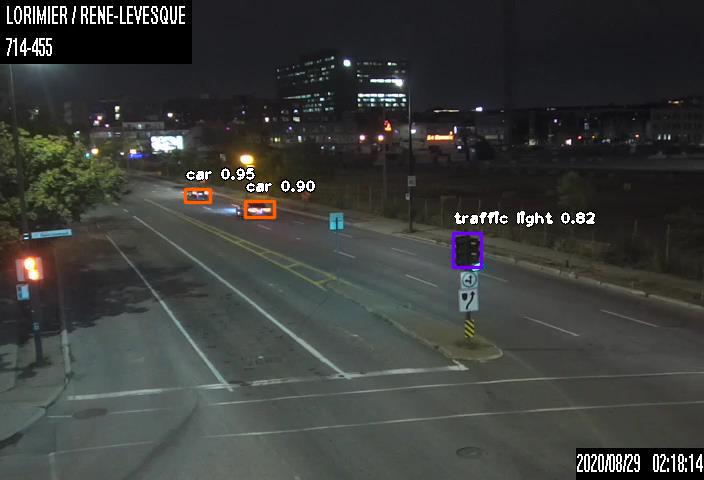 LORIMIER / RENE-LEVESQUE
714-455
car 0.95
car 0.90
traffic light 0.82
2020/08/29 02:18:14